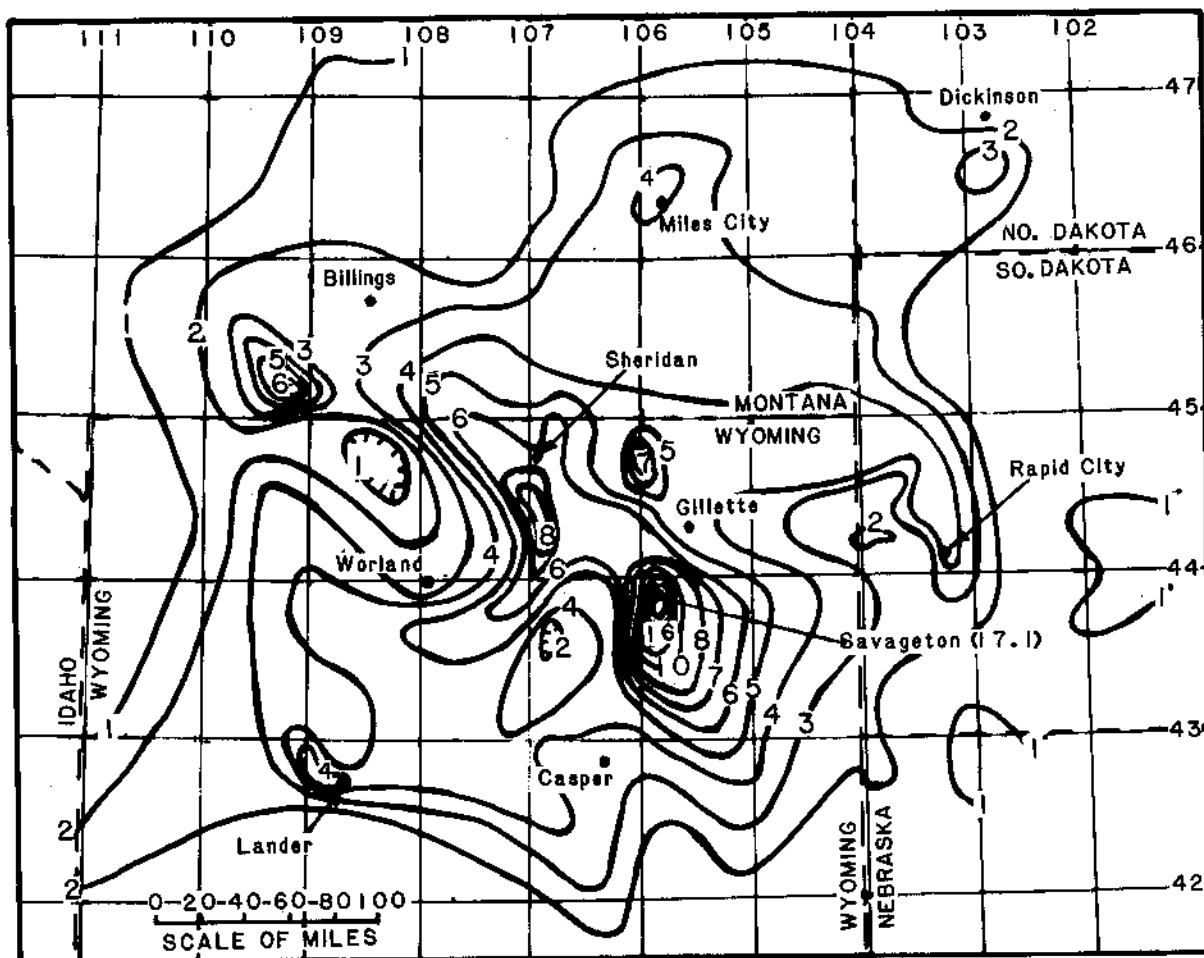 111 110 109 108 107 106 105 104 103 102
1
47
Dickinson
2
3
4
Miles City
NO. DAKOTA
46
SO. DAKOTA
Billings
2
5 3
6
3 4
5
Sheridan
6
MONTANA
45
WYOMING
5
7
1
Rapid City
Gillette
2
1
8
4
Worland
6
44
4
1
2
16
8
Savageton (17.1)
10
7
6 5
4 3
IDAHO
WYOMING
1
43
1
4
Casper
1
2
Lander
WYOMING
NEBRASKA
2
42
0-20-40-60-80100
SCALE OF MILES